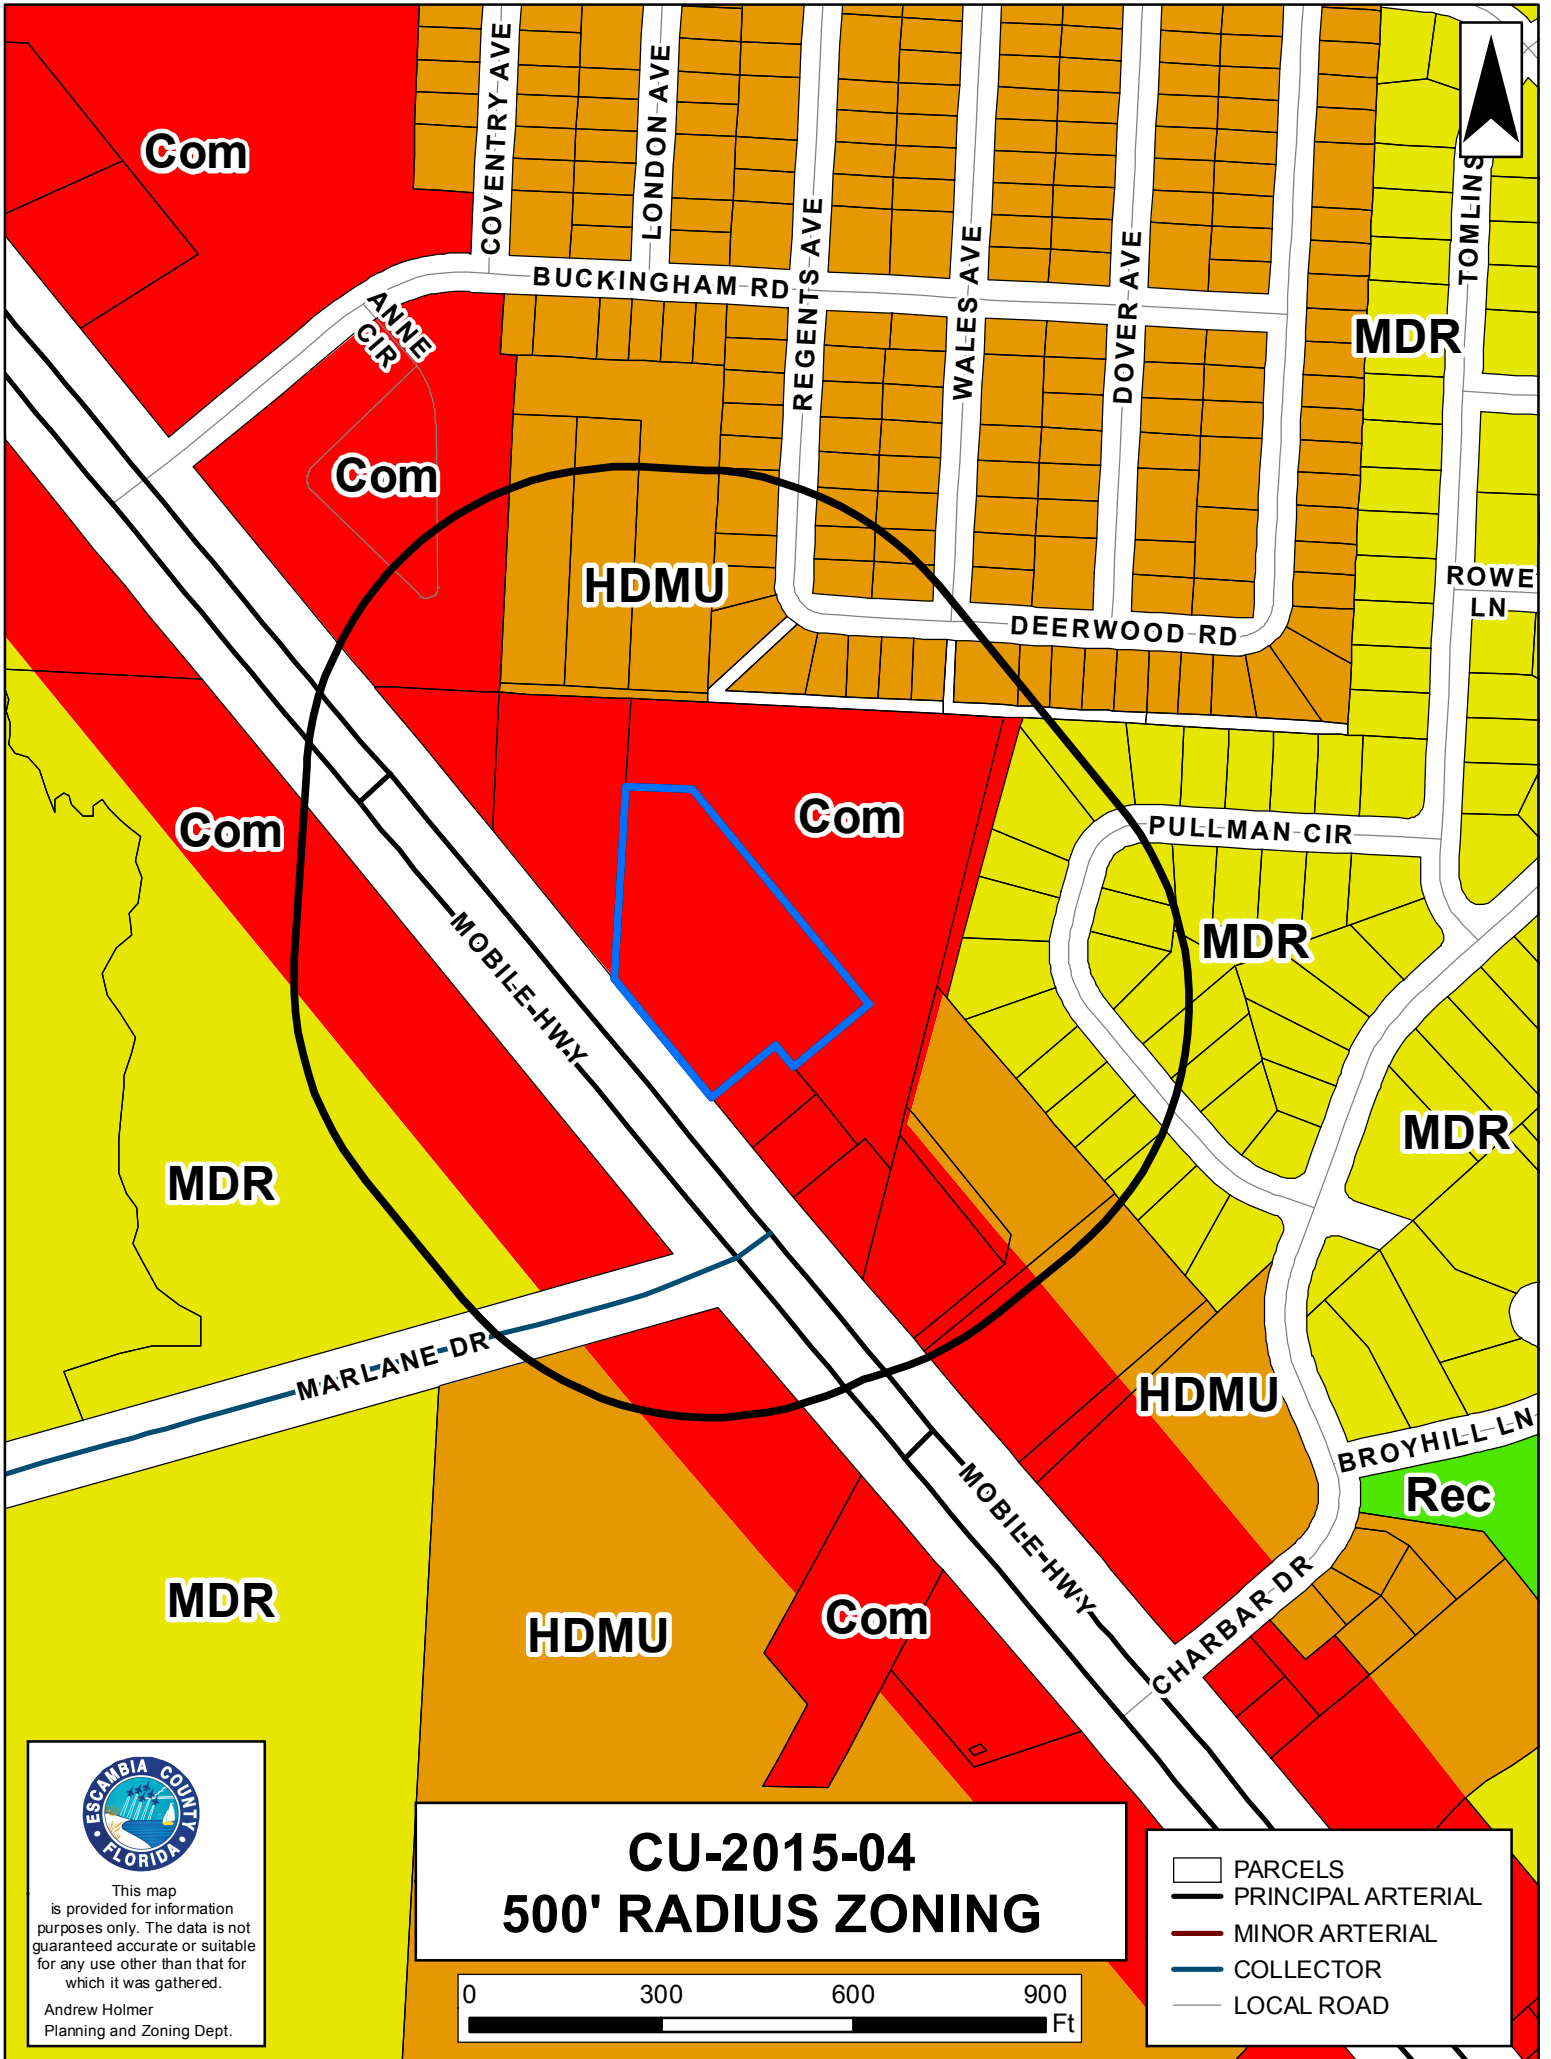 COVENTRY AVE
LONDON AVE
Com
TOMLINS
REGENTS AVE
WALES AVE
DOVER AVE
BUCKINGHAM RD
ANNE
CIR
MDR
Com
HDMU
ROWE
LN
DEERWOOD RD
Com
Com
PULLMAN CIR
MOBILE HWY
MDR
MDR
MDR
MARLANE DR
HDMU
BROYHILL LN
Rec
MOBILE HWY
MDR
HDMU
Com
CHARBAR DR
ESCAMBIA COUNTY
FLORIDA
This map
is provided for information
purposes only. The data is not
guaranteed accurate or suitable
for any use other than that for
which it was gathered.
Andrew Holmer
Planning and Zoning Dept.
CU-2015-04
500' RADIUS ZONING
0 300 600 900
Ft
PARCELS
PRINCIPAL ARTERIAL
MINOR ARTERIAL
COLLECTOR
LOCAL ROAD